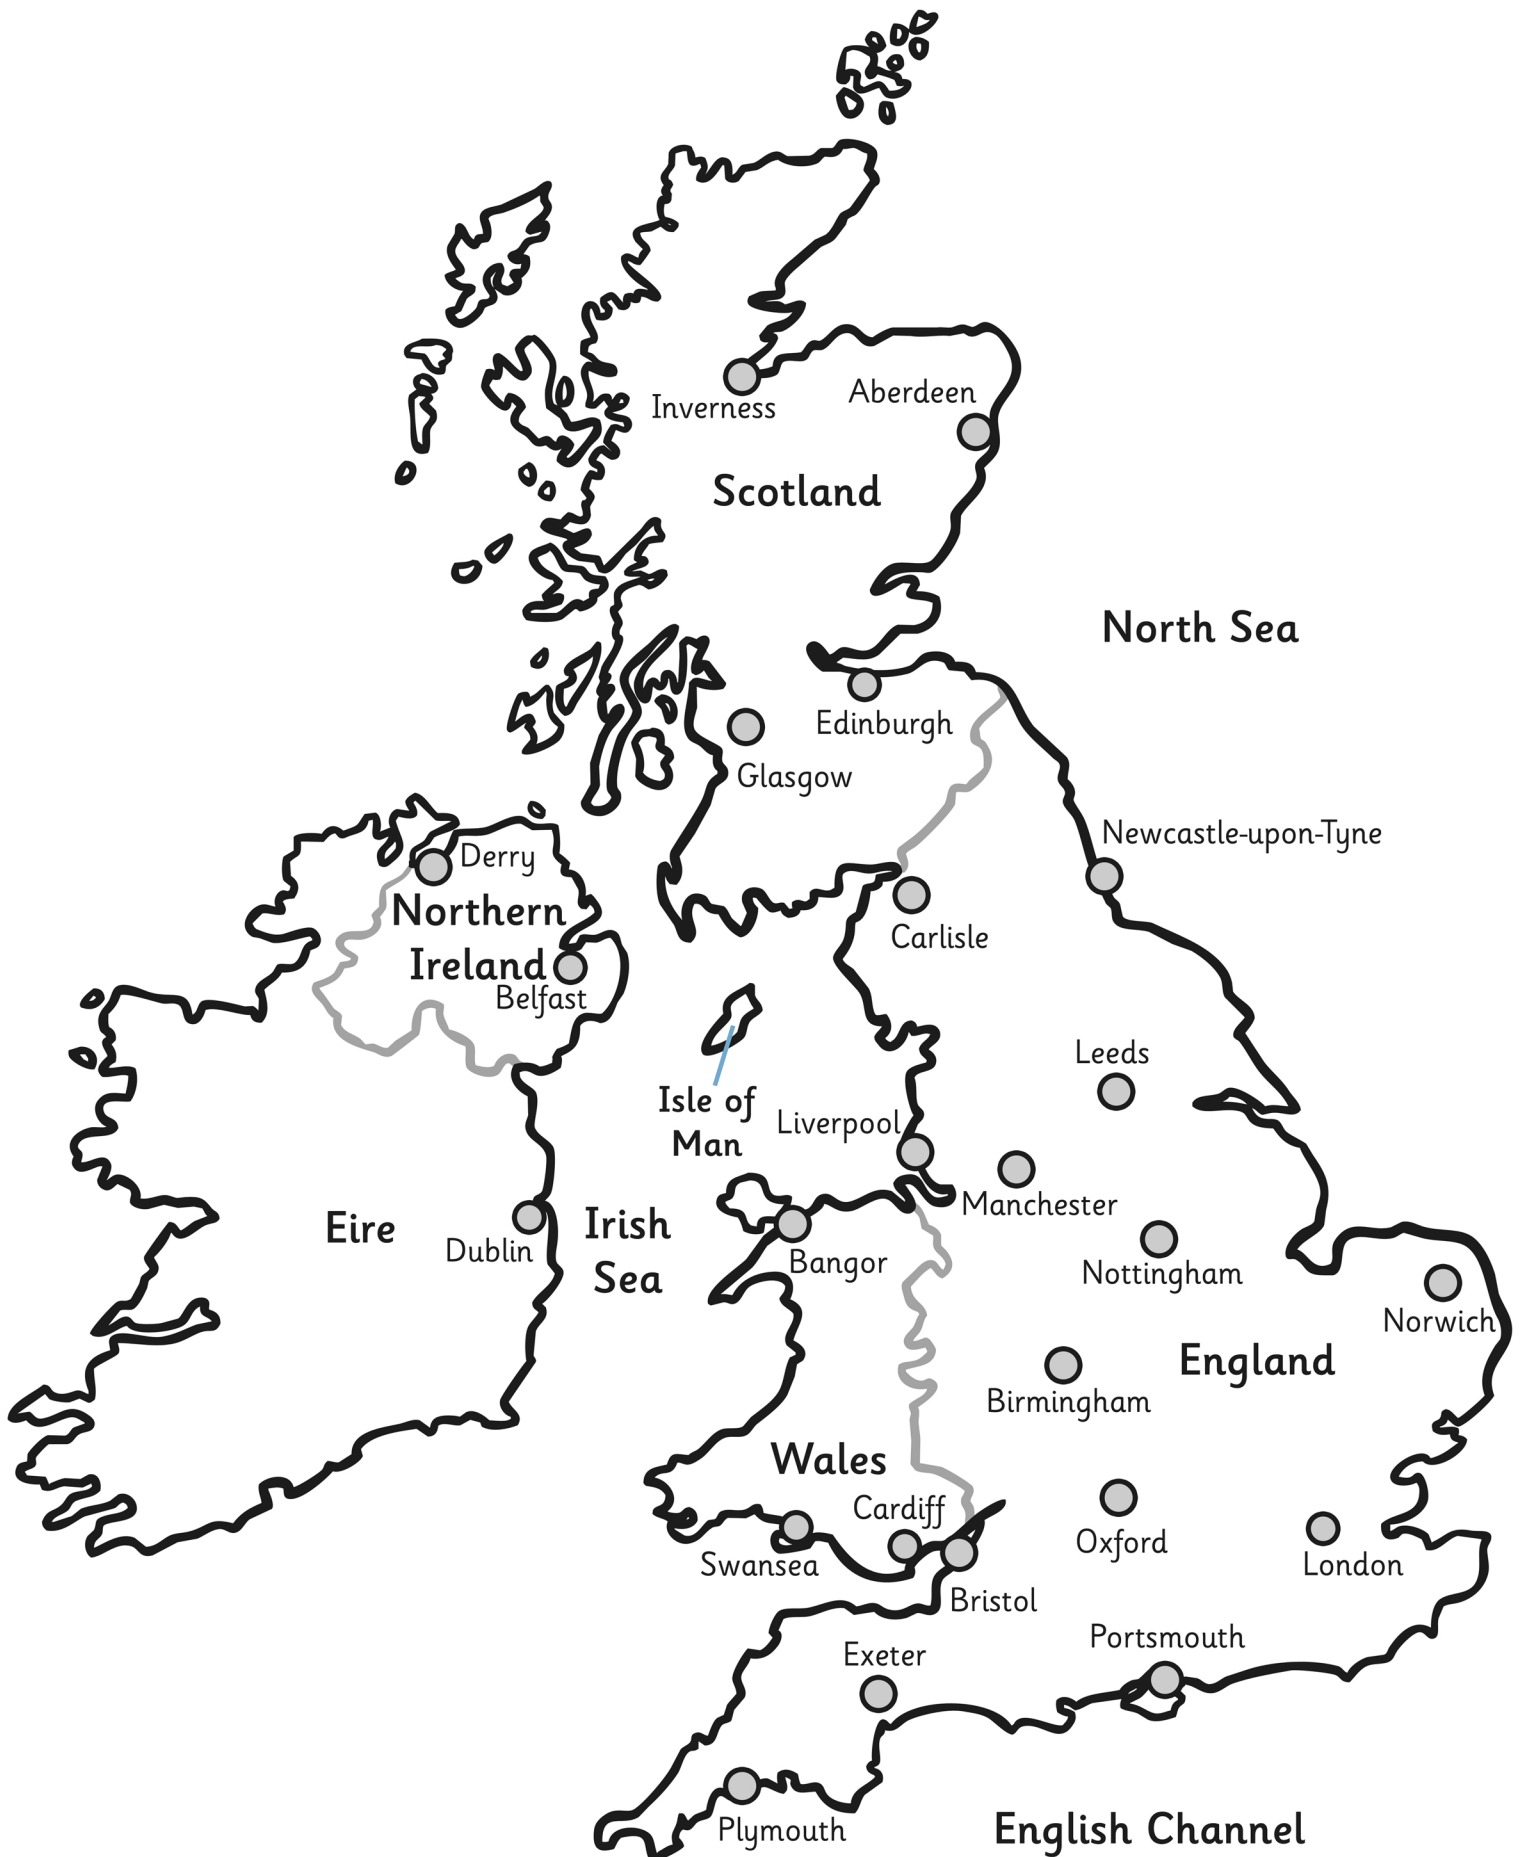 Inverness
Aberdeen
Scotland
North Sea
Edinburgh
Glasgow
Newcastle-upon-Tyne
Derry
Northern
Ireland
Belfast
Carlisle
Leeds
Isle of
Man
Liverpool
Manchester
Eire
Dublin
Irish
Sea
Bangor
Nottingham
Norwich
England
Birmingham
Wales
Cardiff
Swansea
Oxford
London
Bristol
Portsmouth
Exeter
Plymouth
English Channel